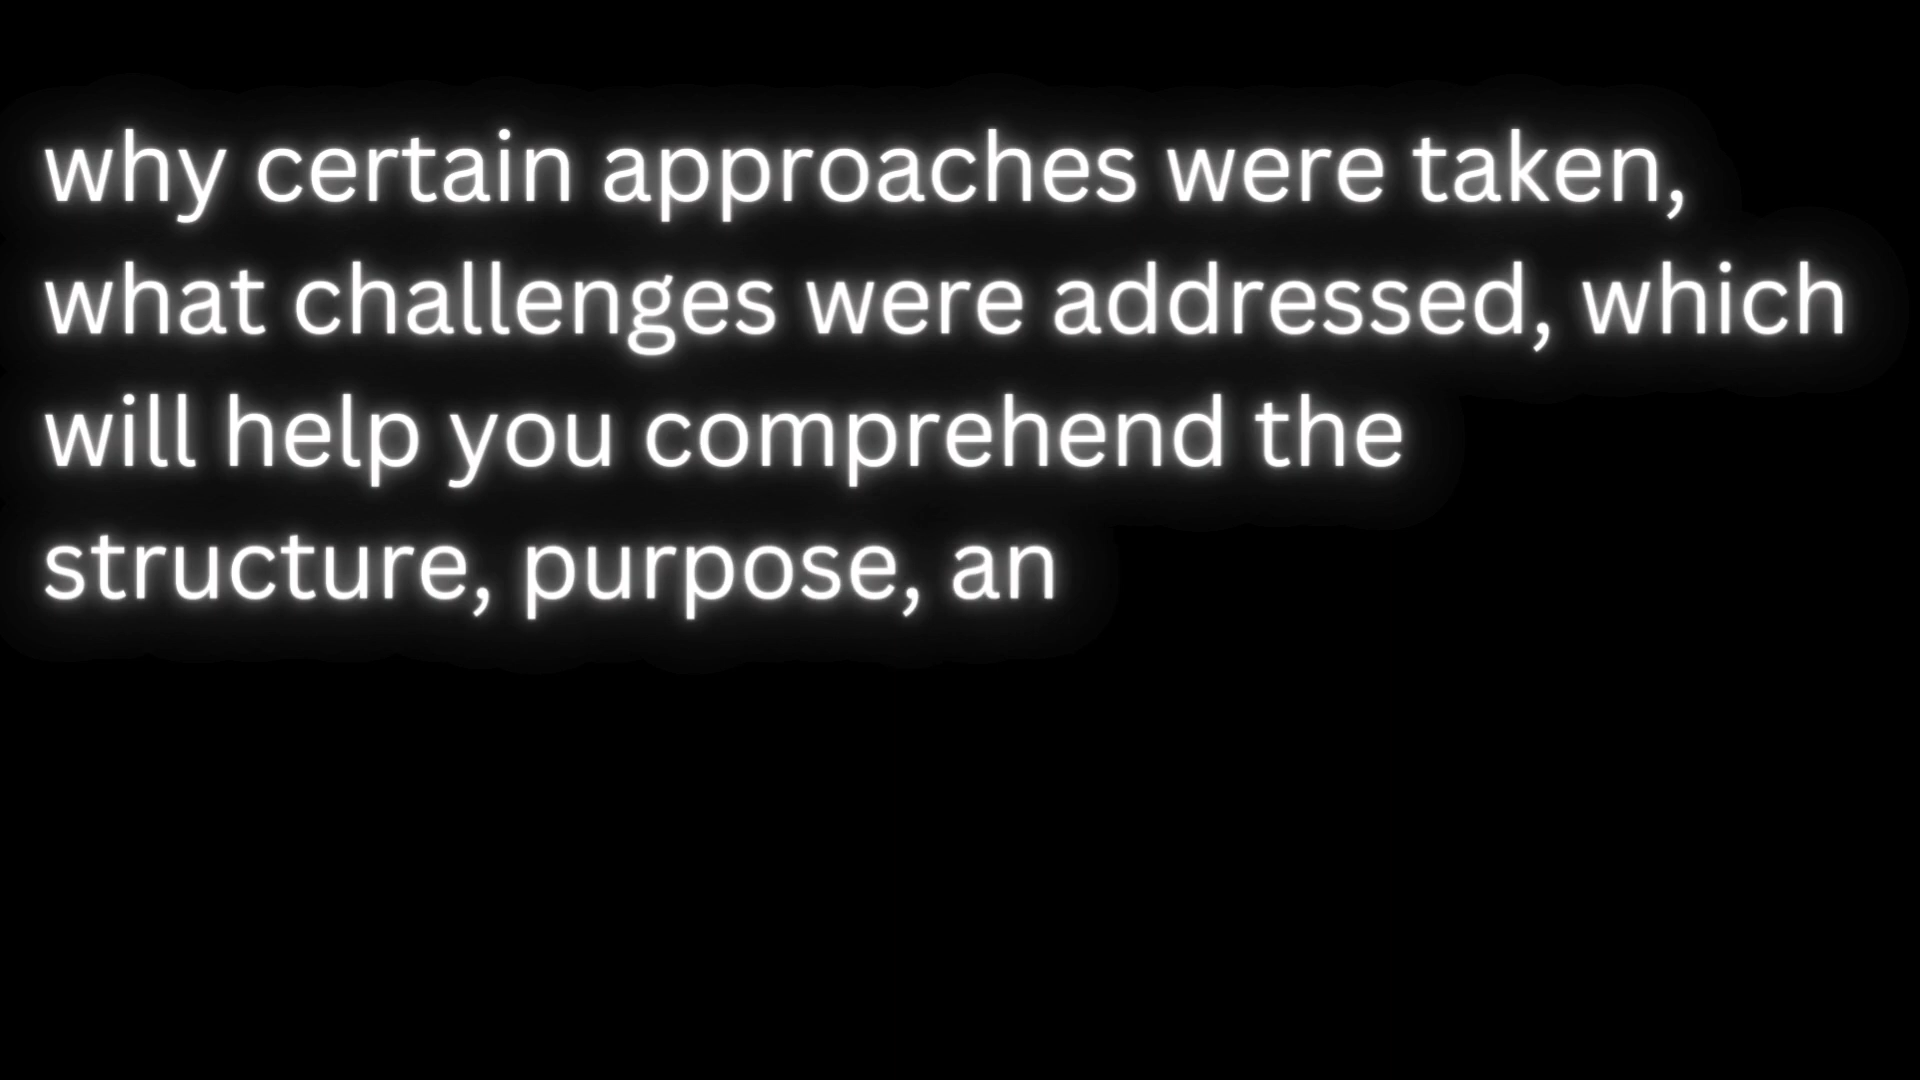 why certain approaches were taken,
what challenges were addressed, which
will help you comprehend the
structure, purpose, an